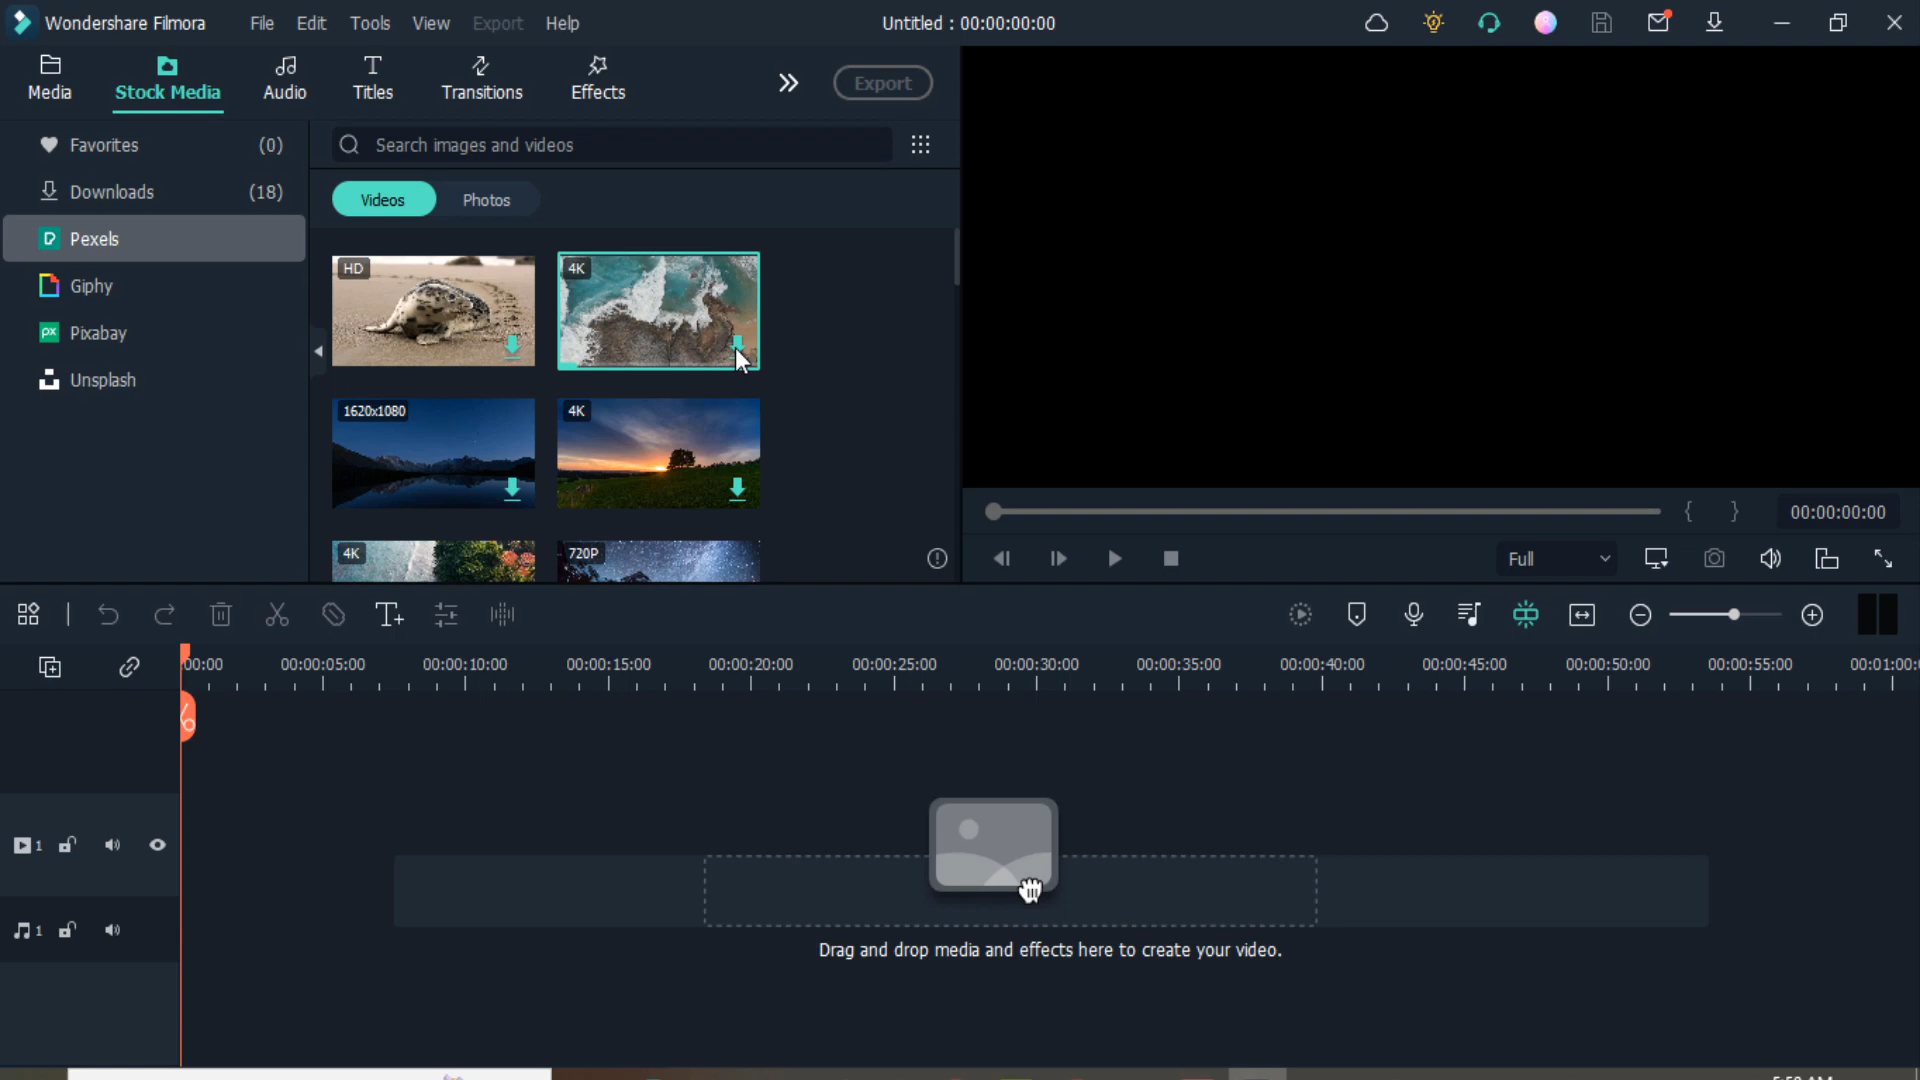 Wondershare Filmora
File Edit Tools View Export Help
Untitled : 00:00:00:00
Media
Stock Media
Audio
Titles
Transitions
Effects
Export
Favorites (0)
Downloads (18)
Pexels
Giphy
Pixabay
Unsplash
Search images and videos
Videos
Photos
HD
4K
1620x1080
4K
4K
720P
00:00:00:00
Full
00:00 00:00:05:00 00:00:10:00 00:00:15:00 00:00:20:00 00:00:25:00 00:00:30:00 00:00:35:00 00:00:40:00 00:00:45:00 00:00:50:00 00:00:55:00 00:01:00:
1
1
Drag and drop media and effects here to create your video.